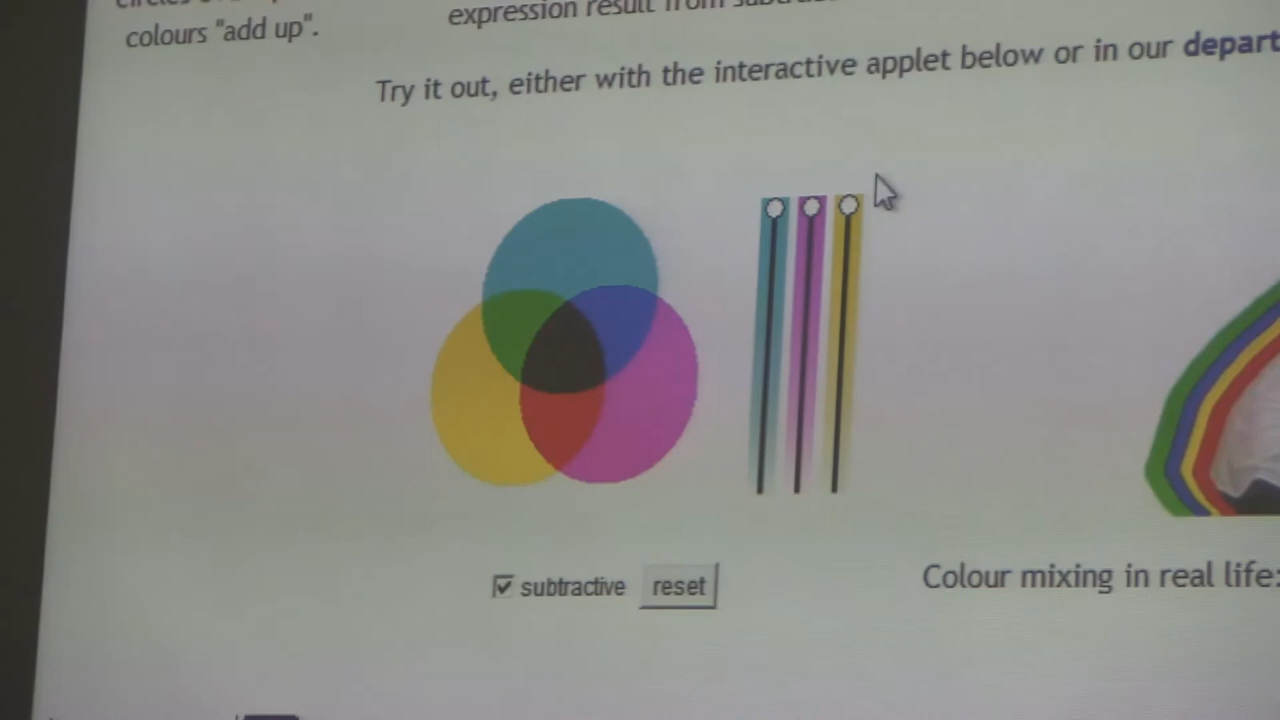 colours "add up".
expression result from
Try it out, either with the interactive applet below or in our depart
subtractive
reset
Colour mixing in real life: